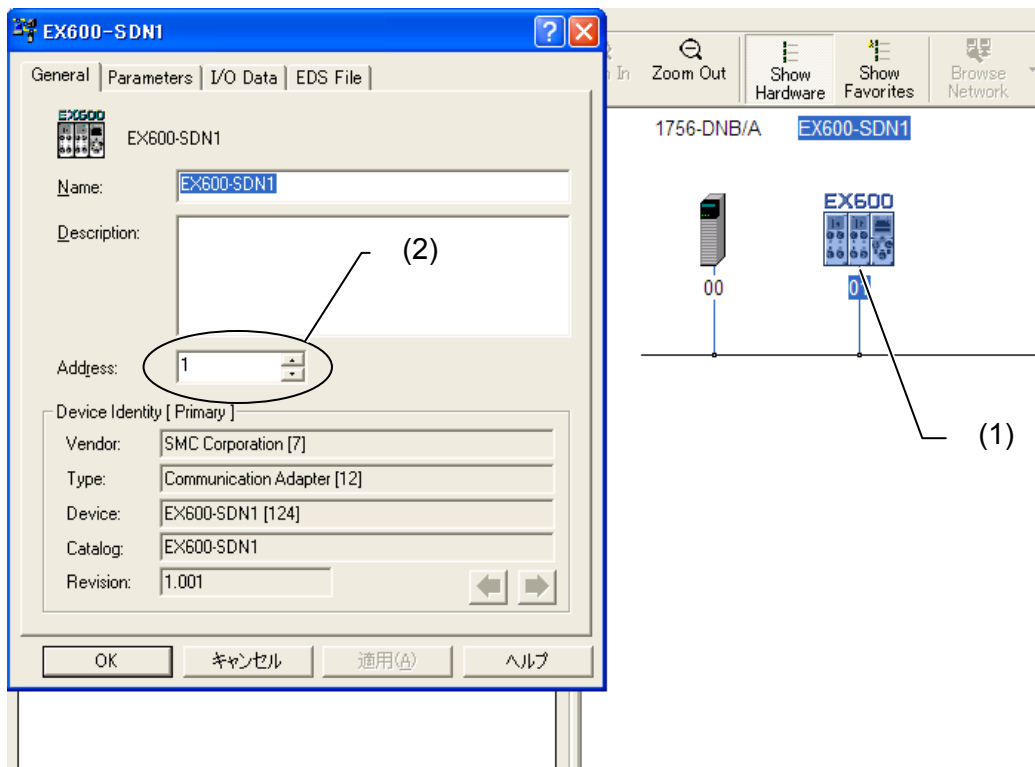 EX600-SDN1
General Parameters I/O Data EDS File
EX600
EX600-SDN1
Name: EX600-SDN1
Description:
(2)
Address: 1
Device Identity [ Primary ]
Vendor: SMC Corporation [7]
Type: Communication Adapter [12]
Device: EX600-SDN1 [124]
Catalog: EX600-SDN1
Revision: 1.001
OK キャンセル 適用(A) ヘルプ
In Zoom Out Show Hardware Show Favorites Browse Network
1756-DNB/A EX600-SDN1
EX600
00 01
(1)